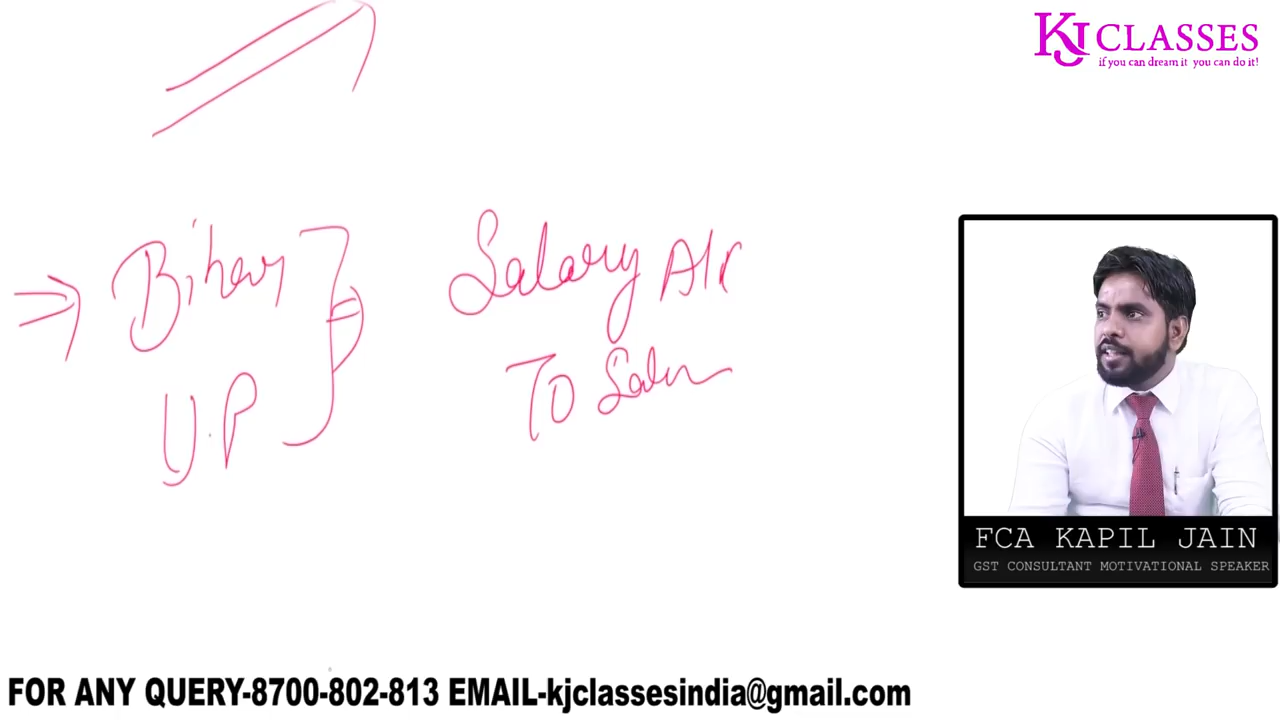 KJ CLASSES
if you can dream it you can do it!
⇒ Bihar
U.P
Salary A/c
To Salary
FCA KAPIL JAIN
GST CONSULTANT MOTIVATIONAL SPEAKER
FOR ANY QUERY-8700-802-813 EMAIL-kjclassesindia@gmail.com